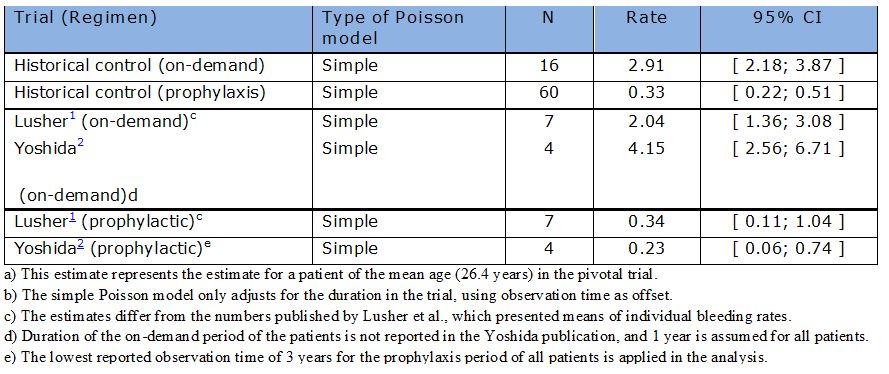 Trial (Regimen) Type of Poisson model N Rate 95% CI
Historical control (on-demand) Simple 16 2.91 [ 2.18; 3.87 ]
Historical control (prophylaxis) Simple 60 0.33 [ 0.22; 0.51 ]
Lusher1 (on-demand)c Simple 7 2.04 [ 1.36; 3.08 ]
Yoshida2 Simple 4 4.15 [ 2.56; 6.71 ]
(on-demand)d
Lusher1 (prophylactic)c Simple 7 0.34 [ 0.11; 1.04 ]
Yoshida2 (prophylactic)e Simple 4 0.23 [ 0.06; 0.74 ]
a) This estimate represents the estimate for a patient of the mean age (26.4 years) in the pivotal trial.
b) The simple Poisson model only adjusts for the duration in the trial, using observation time as offset.
c) The estimates differ from the numbers published by Lusher et al., which presented means of individual bleeding rates.
d) Duration of the on-demand period of the patients is not reported in the Yoshida publication, and 1 year is assumed for all patients.
e) The lowest reported observation time of 3 years for the prophylaxis period of all patients is applied in the analysis.